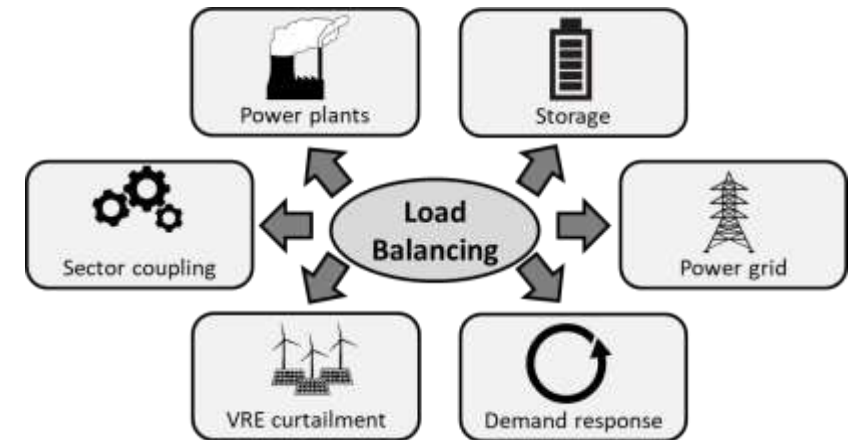 Power plants
Storage
Sector coupling
Load
Balancing
Power grid
VRE curtailment
Demand response